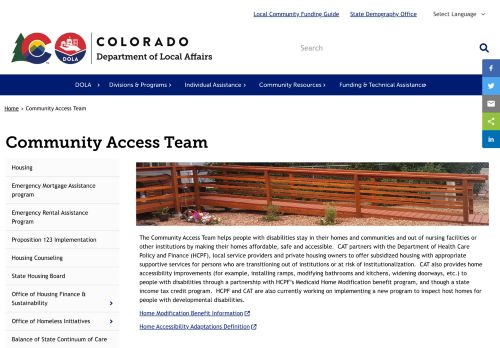 Local Community Funding Guide
State Demography Office
Select Language
COLORADO
Department of Local Affairs
DOLA
Search
DOLA
Divisions & Programs
Individual Assistance
Community Resources
Funding & Technical Assistance
Home > Community Access Team
Community Access Team
Housing
Emergency Mortgage Assistance
program
Emergency Rental Assistance
Program
Proposition 123 Implementation
Housing Counseling
State Housing Board
Office of Housing Finance &
Sustainability
Office of Homeless Initiatives
Balance of State Continuum of Care
The Community Access Team helps people with disabilities stay in their homes and communities and out of nursing facilities or
other institutions by making their homes affordable, safe and accessible. CAT partners with the Department of Health Care
Policy and Finance (HCPF), local service providers and private housing owners to offer subsidized housing with appropriate
supportive services for persons who are transitioning out of institutions or at risk of institutionalization. CAT also provides home
accessibility improvements (for example, installing ramps, modifying bathrooms and kitchens, widening doorways, etc.) to
people with disabilities through a partnership with HCPF's Medicaid Home Modification benefit program, and though a state
income tax credit program. HCPF and CAT are also currently working on implementing a new program to inspect host homes for
people with developmental disabilities.
Home Modification Benefit Information
Home Accessibility Adaptations Definition